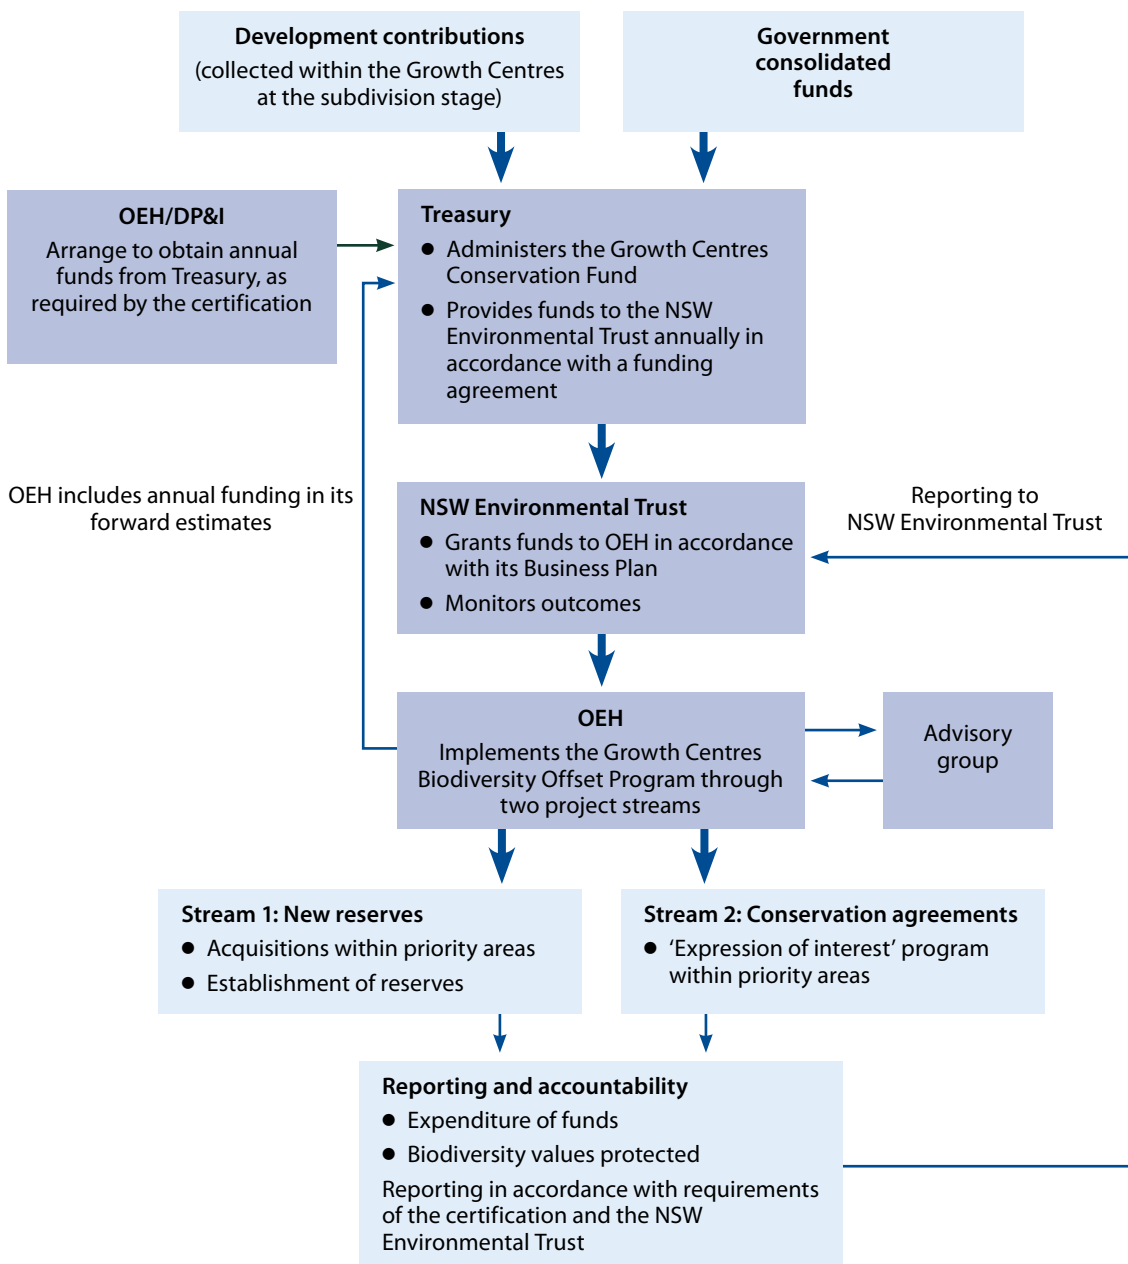 Development contributions
(collected within the Growth Centres
at the subdivision stage)
Government
consolidated
funds
OEH/DP&I
Arrange to obtain annual
funds from Treasury, as
required by the certification
Treasury
● Administers the Growth Centres
Conservation Fund
● Provides funds to the NSW
Environmental Trust annually in
accordance with a funding
agreement
OEH includes annual funding in its
forward estimates
NSW Environmental Trust
● Grants funds to OEH in accordance
with its Business Plan
● Monitors outcomes
Reporting to
NSW Environmental Trust
OEH
Implements the Growth Centres
Biodiversity Offset Program through
two project streams
Advisory
group
Stream 1: New reserves
● Acquisitions within priority areas
● Establishment of reserves
Stream 2: Conservation agreements
● ‘Expression of interest’ program
within priority areas
Reporting and accountability
● Expenditure of funds
● Biodiversity values protected
Reporting in accordance with requirements
of the certification and the NSW
Environmental Trust